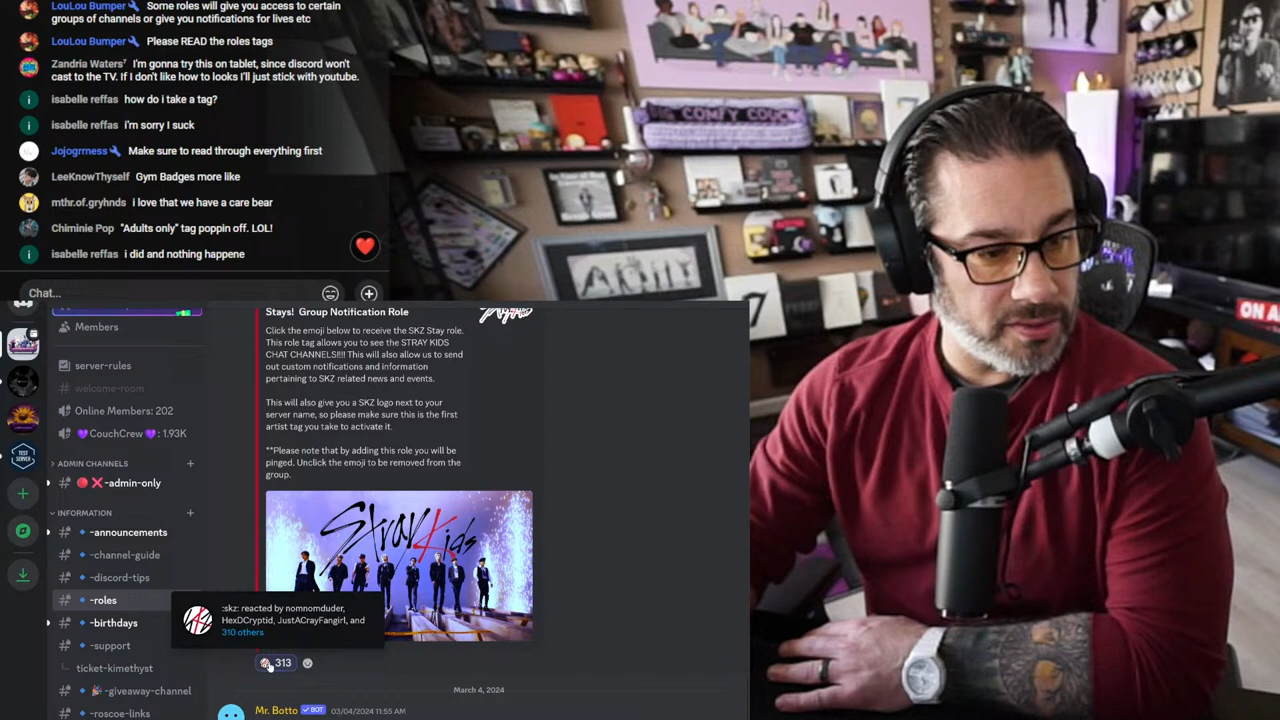 LouLou Bumper Some roles will give you access to certain
groups of channels or give you notifications for lives etc
LouLou Bumper Please READ the roles tags
Zandria Waters⁷ I'm gonna try this on tablet, since discord won't
cast to the TV. If I don't like how to looks I'll just stick with youtube.
isabelle reffas how do i take a tag?
isabelle reffas i'm sorry I suck
Jojogrrness Make sure to read through everything first
LeeKnowThyself Gym Badges more like
mthr.of.gryhnds i love that we have a care bear
Chiminie Pop "Adults only" tag poppin off. LOL!
isabelle reffas i did and nothing happene
Chat...
Members
server-rules
welcome-room
Online Members: 202
💜CouchCrew💜: 1.93K
ADMIN CHANNELS
🔴❌-admin-only
INFORMATION
-announcements
-channel-guide
-discord-tips
-roles
-birthdays
-support
ticket-kimethyst
-giveaway-channel
-roscoe-links
Stays! Group Notification Role
Click the emoji below to receive the SKZ Stay role.
This role tag allows you to see the STRAY KIDS
CHAT CHANNELS!!!! This will also allow us to send
out custom notifications and information
pertaining to SKZ related news and events.
This will also give you a SKZ logo next to your
server name, so please make sure this is the first
artist tag you take to activate it.
**Please note that by adding this role you will be
pinged. Unclick the emoji to be removed from the
group.
Stray Kids
:skz: reacted by nomnomduder,
HexDCryptid, JustACrayFangirl, and
310 others
313
March 4, 2024
Mr. Botto ✓ BOT 03/04/2024 11:55 AM
BIG COMFY COUCH
ON A